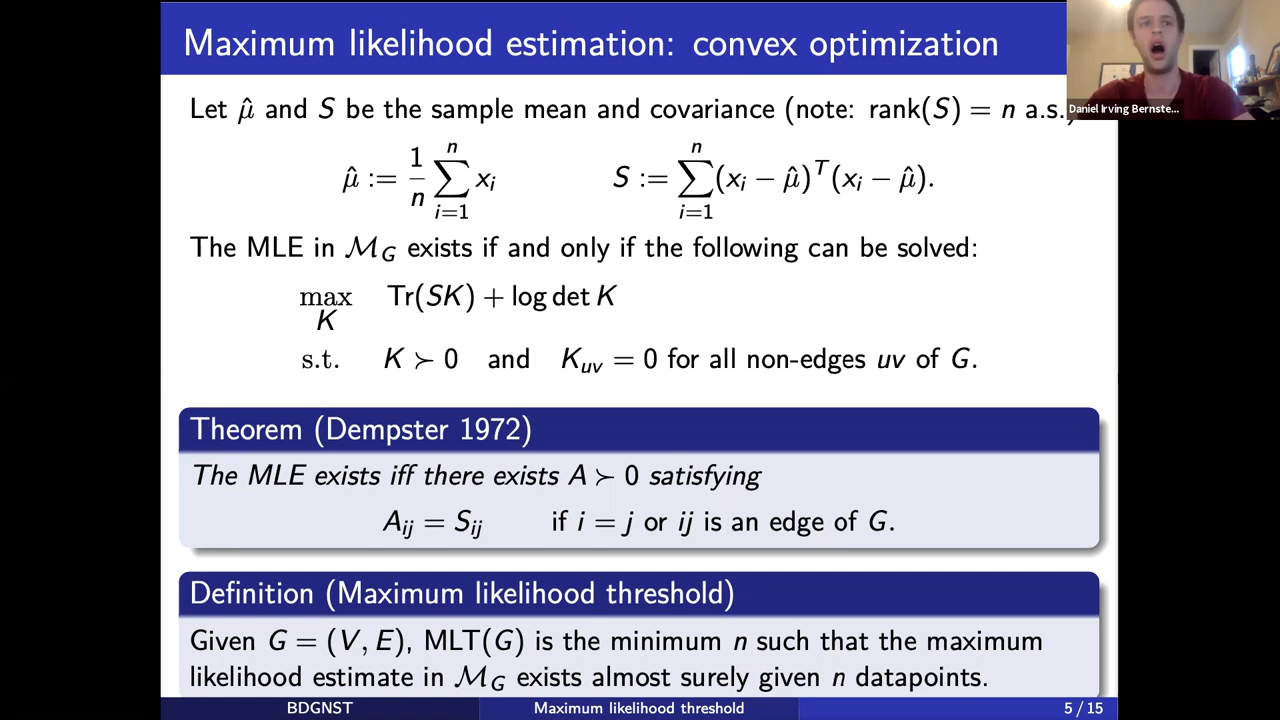 Maximum likelihood estimation: convex optimization
Daniel Irving Bernste...
Let μ̂ and S be the sample mean and covariance (note: rank(S) = n a.s.)
μ̂ := 1/n ∑_{i=1}^{n} x_i    S := ∑_{i=1}^{n} (x_i − μ̂)^T (x_i − μ̂).
The MLE in ℳ_G exists if and only if the following can be solved:
max_K Tr(SK) + log det K
s.t. K ≻ 0 and K_{uv} = 0 for all non-edges uv of G.
Theorem (Dempster 1972)
The MLE exists iff there exists A ≻ 0 satisfying
A_{ij} = S_{ij} if i = j or ij is an edge of G.
Definition (Maximum likelihood threshold)
Given G = (V, E), MLT(G) is the minimum n such that the maximum
likelihood estimate in ℳ_G exists almost surely given n datapoints.
BDGNST Maximum likelihood threshold 5 / 15